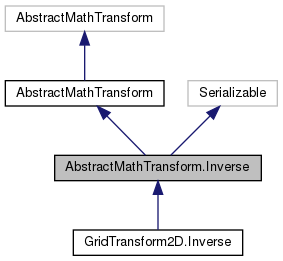 AbstractMathTransform
AbstractMathTransform
Serializable
AbstractMathTransform.Inverse
GridTransform2D.Inverse